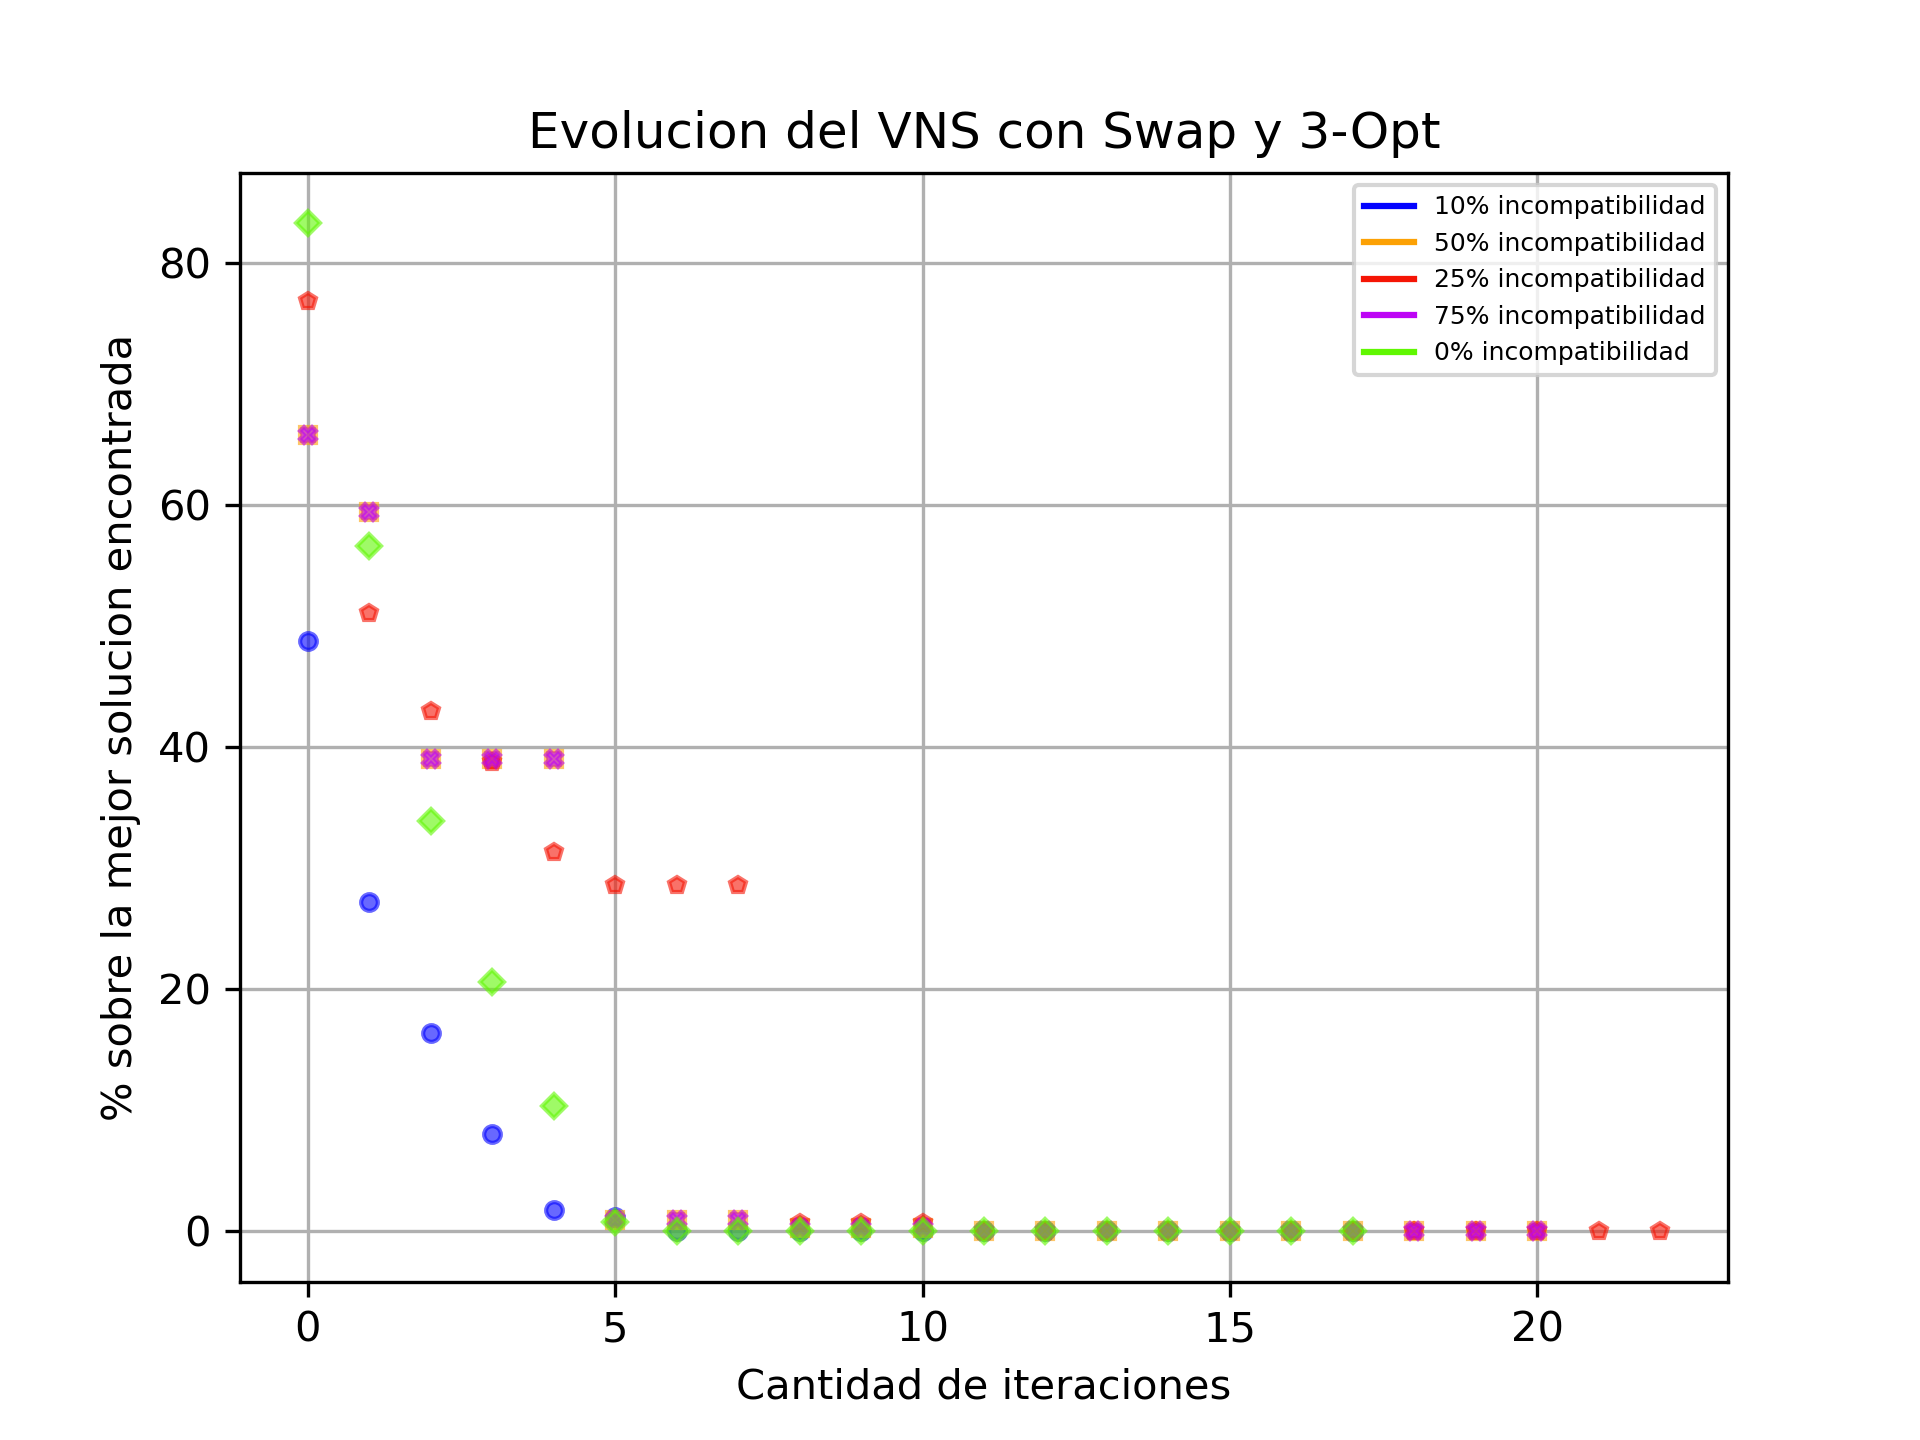 Evolucion del VNS con Swap y 3-Opt
10% incompatibilidad
50% incompatibilidad
25% incompatibilidad
75% incompatibilidad
0% incompatibilidad
% sobre la mejor solucion encontrada
80
60
40
20
0
0 5 10 15 20
Cantidad de iteraciones